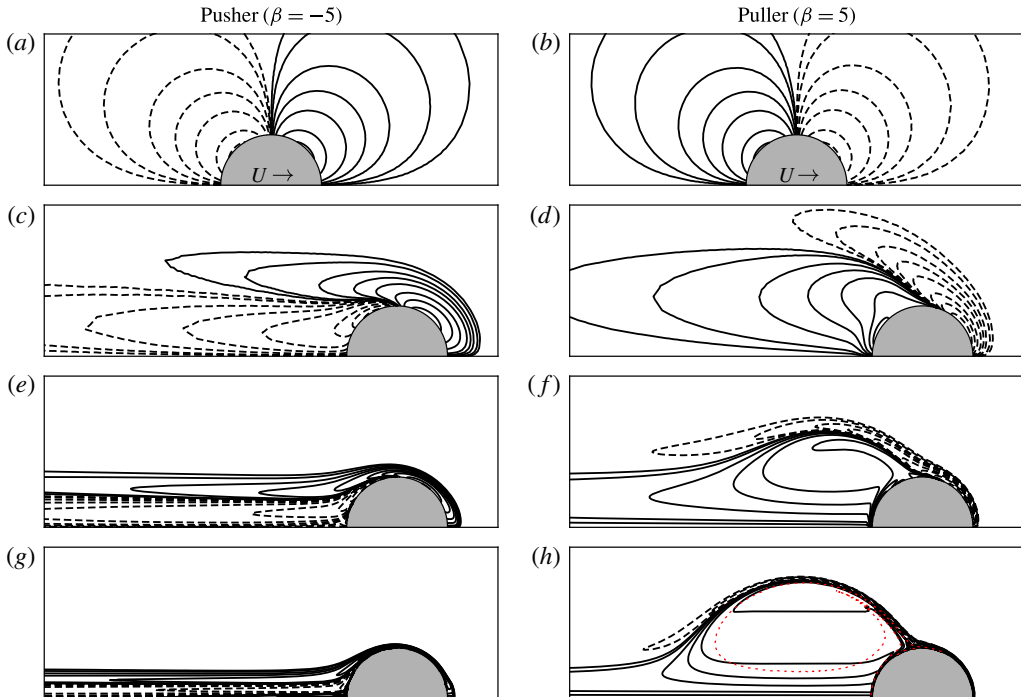 Pusher (β = −5)
Puller (β = 5)
(a)
(b)
U →
U →
(c)
(d)
(e)
(f)
(g)
(h)